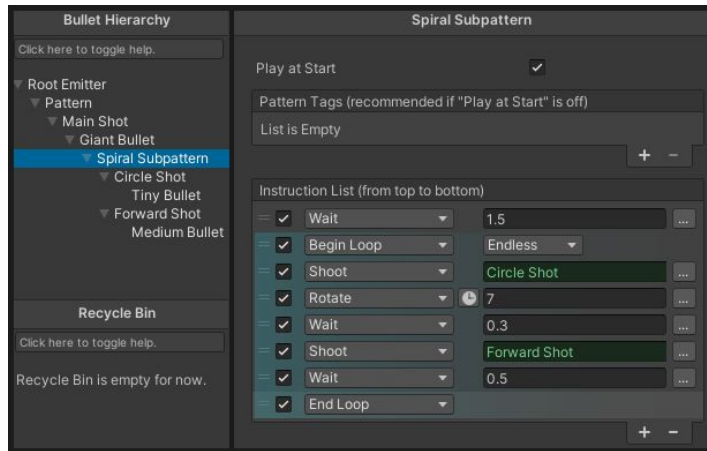 Bullet Hierarchy
Click here to toggle help.
Root Emitter
Pattern
Main Shot
Giant Bullet
Spiral Subpattern
Circle Shot
Tiny Bullet
Forward Shot
Medium Bullet
Recycle Bin
Click here to toggle help.
Recycle Bin is empty for now.
Spiral Subpattern
Play at Start
Pattern Tags (recommended if "Play at Start" is off)
List is Empty
+ −
Instruction List (from top to bottom)
Wait 1.5 ...
Begin Loop Endless
Shoot Circle Shot ...
Rotate 7 ...
Wait 0.3 ...
Shoot Forward Shot ...
Wait 0.5 ...
End Loop
+ −